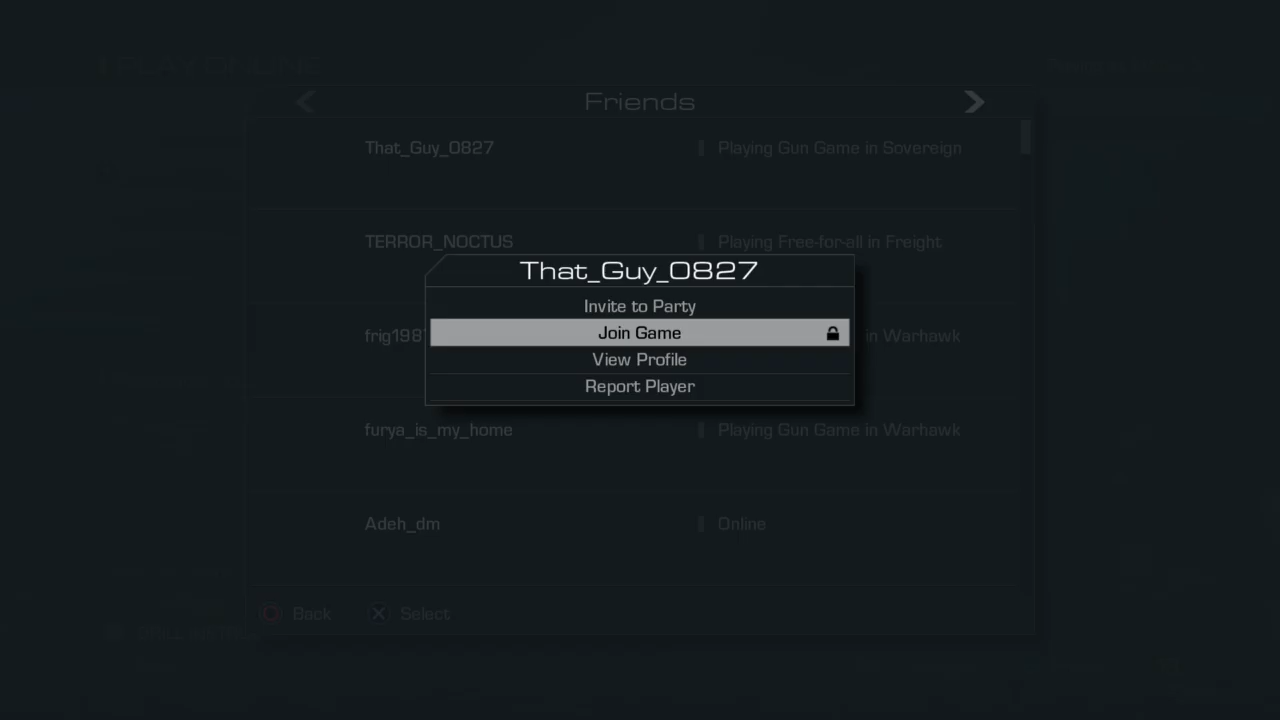 Friends
That_Guy_0827
Playing Gun Game in Sovereign
TERROR_NOCTUS
Playing Free-for-all in Freight
That_Guy_0827
Invite to Party
Join Game
frig198
in Warhawk
View Profile
Report Player
furya_is_my_home
Playing Gun Game in Warhawk
Adeh_dm
Online
Back
Select